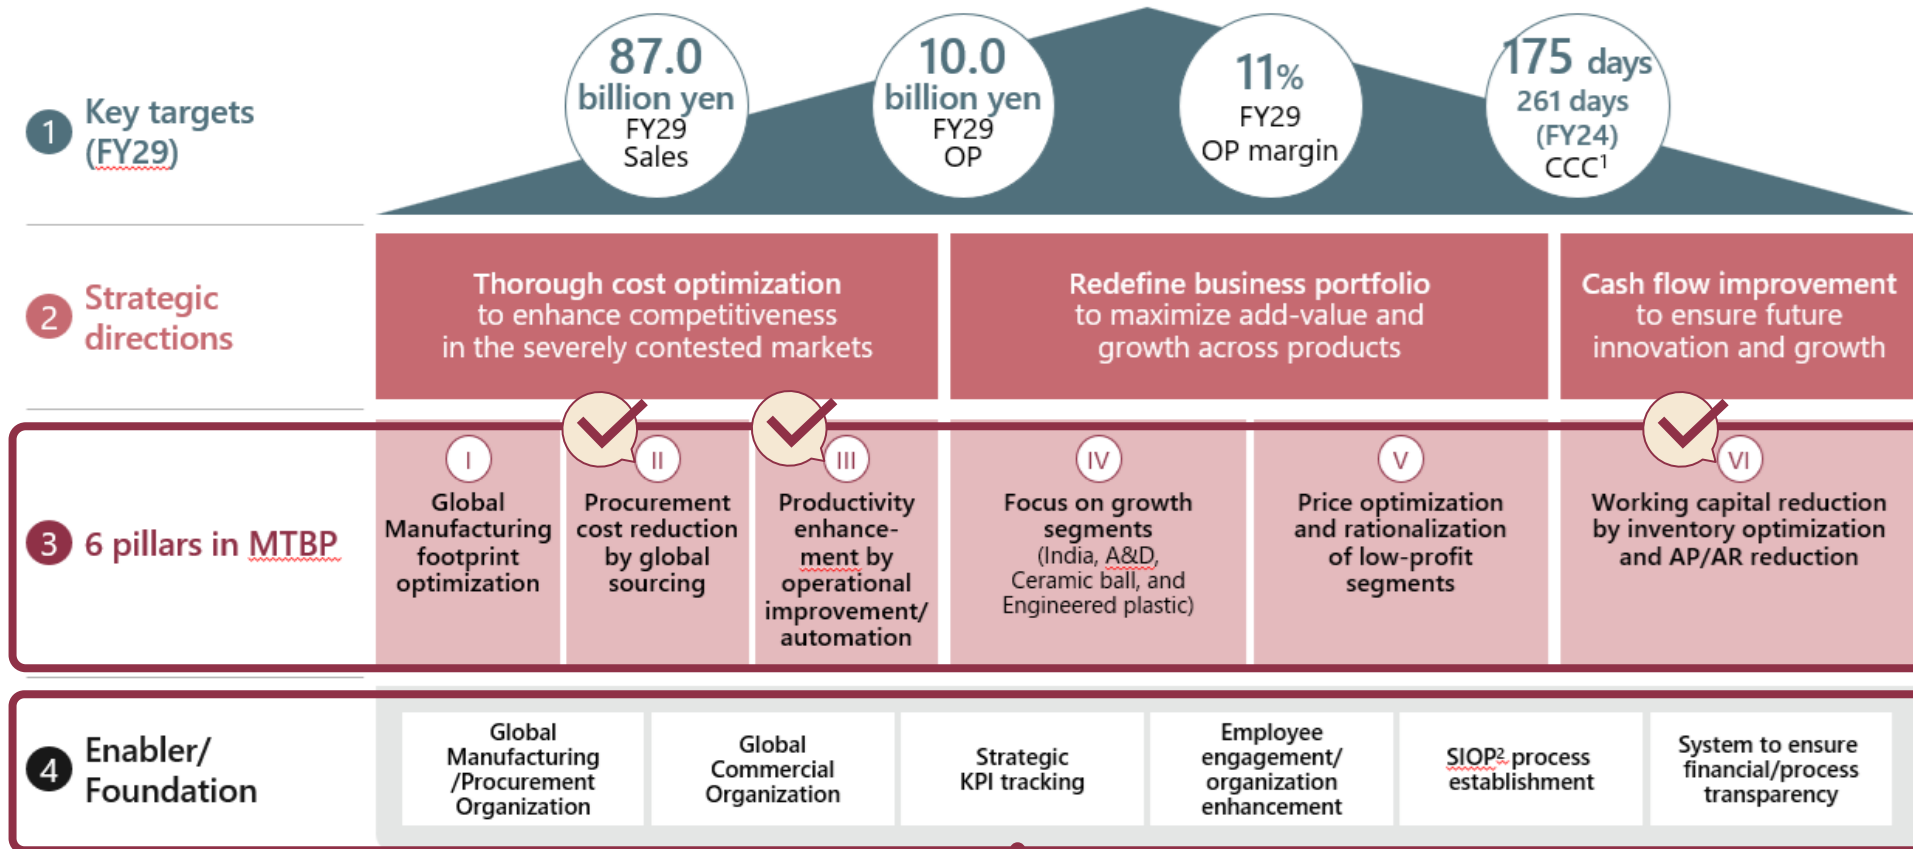 1
Key targets
(FY29)
87.0
billion yen
FY29
Sales
10.0
billion yen
FY29
OP
11%
FY29
OP margin
175 days
261 days
(FY24)
CCC¹
2
Strategic
directions
Thorough cost optimization
to enhance competitiveness
in the severely contested markets
Redefine business portfolio
to maximize add-value and
growth across products
Cash flow improvement
to ensure future
innovation and growth
3
6 pillars in MTBP
I
Global
Manufacturing
footprint
optimization
II
Procurement
cost reduction
by global
sourcing
III
Productivity
enhance-
ment by
operational
improvement/
automation
IV
Focus on growth
segments
(India, A&D,
Ceramic ball, and
Engineered plastic)
V
Price optimization
and rationalization
of low-profit
segments
VI
Working capital reduction
by inventory optimization
and AP/AR reduction
4
Enabler/
Foundation
Global
Manufacturing
/Procurement
Organization
Global
Commercial
Organization
Strategic
KPI tracking
Employee
engagement/
organization
enhancement
SIOP² process
establishment
System to ensure
financial/process
transparency